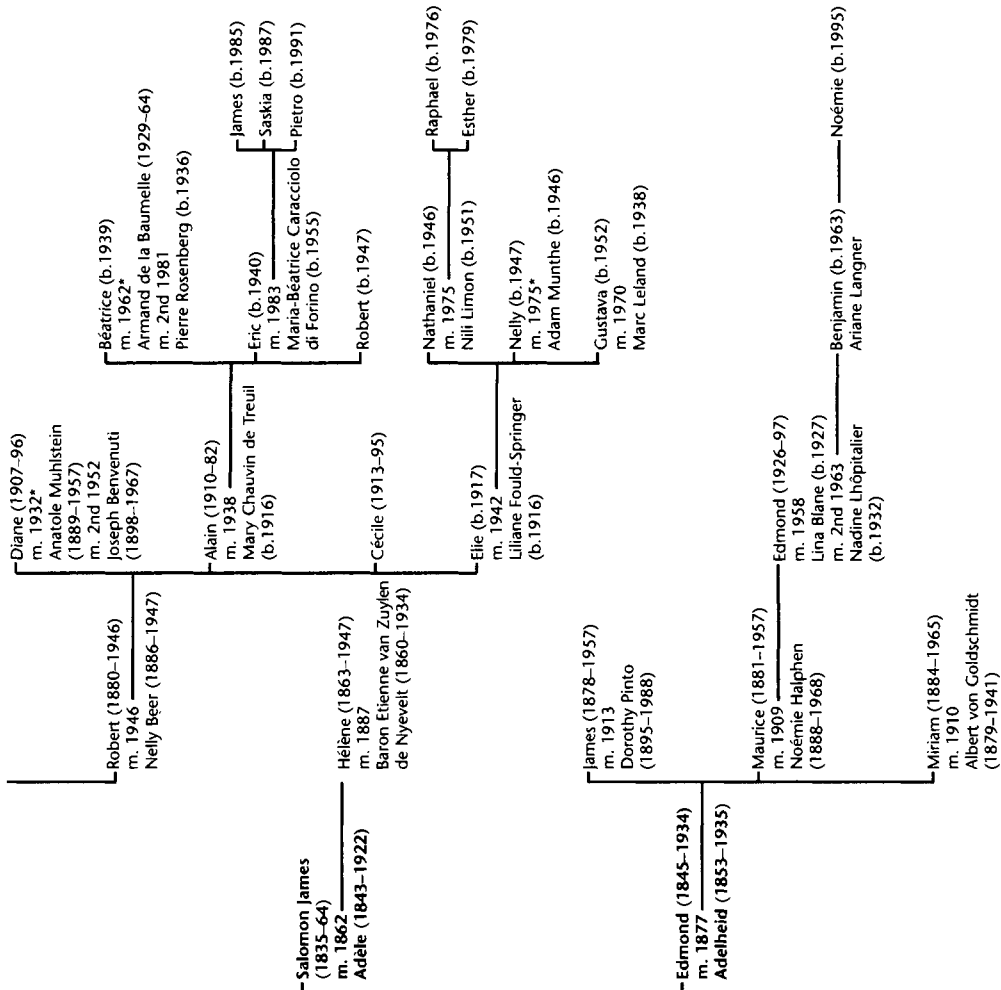 Salomon James
(1835–64)
m. 1862
Adèle (1843–1922)
Edmond (1845–1934)
m. 1877
Adelheid (1853–1935)
Robert (1880–1946)
m. 1946
Nelly Beer (1886–1947)
Hélène (1863–1947)
m. 1887
Baron Etienne van Zuylen
de Nyevelt (1860–1934)
James (1878–1957)
m. 1913
Dorothy Pinto
(1895–1988)
Maurice (1881–1957)
m. 1909
Noémie Halphen
(1888–1968)
Miriam (1884–1965)
m. 1910
Albert von Goldschmidt
(1879–1941)
Diane (1907–96)
m. 1932*
Anatole Muhlstein
(1889–1957)
m. 2nd 1952
Joseph Benvenuti
(1898–1967)
Alain (1910–82)
m. 1938
Mary Chauvin de Treuil
(b.1916)
Cécile (1913–95)
Elie (b.1917)
m. 1942
Liliane Fould-Springer
(b.1916)
Edmond (1926–97)
m. 1958
Lina Blanc (b.1927)
m. 2nd 1963
Nadine Lhôpitalier
(b.1932)
Béatrice (b.1939)
m. 1962*
Armand de la Baumelle (1929–64)
m. 2nd 1981
Pierre Rosenberg (b.1936)
Eric (b.1940)
m. 1983
Maria-Béatrice Caracciolo
di Forino (b.1955)
Robert (b.1947)
Nathaniel (b.1946)
m. 1975
Nili Limon (b.1951)
Nelly (b.1947)
m. 1975*
Adam Munthe (b.1946)
Gustava (b.1952)
m. 1970
Marc Leland (b.1938)
Benjamin (b.1963)
Ariane Langner
James (b.1985)
Saskia (b.1987)
Pietro (b.1991)
Raphael (b.1976)
Esther (b.1979)
Noémie (b.1995)